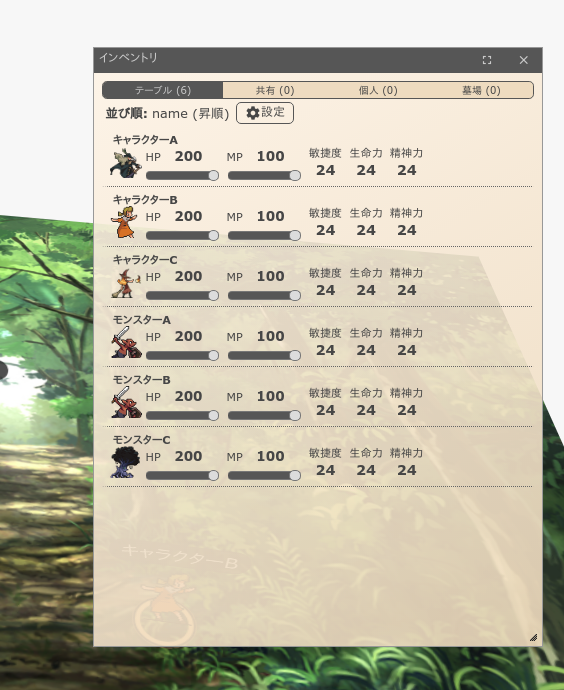 インベントリ
テーブル (6) 共有 (0) 個人 (0) 墓場 (0)
並び順: name (昇順) 設定
キャラクターA
HP 200 MP 100 敏捷度 24 生命力 24 精神力 24
キャラクターB
HP 200 MP 100 敏捷度 24 生命力 24 精神力 24
キャラクターC
HP 200 MP 100 敏捷度 24 生命力 24 精神力 24
モンスターA
HP 200 MP 100 敏捷度 24 生命力 24 精神力 24
モンスターB
HP 200 MP 100 敏捷度 24 生命力 24 精神力 24
モンスターC
HP 200 MP 100 敏捷度 24 生命力 24 精神力 24
キャラクターB